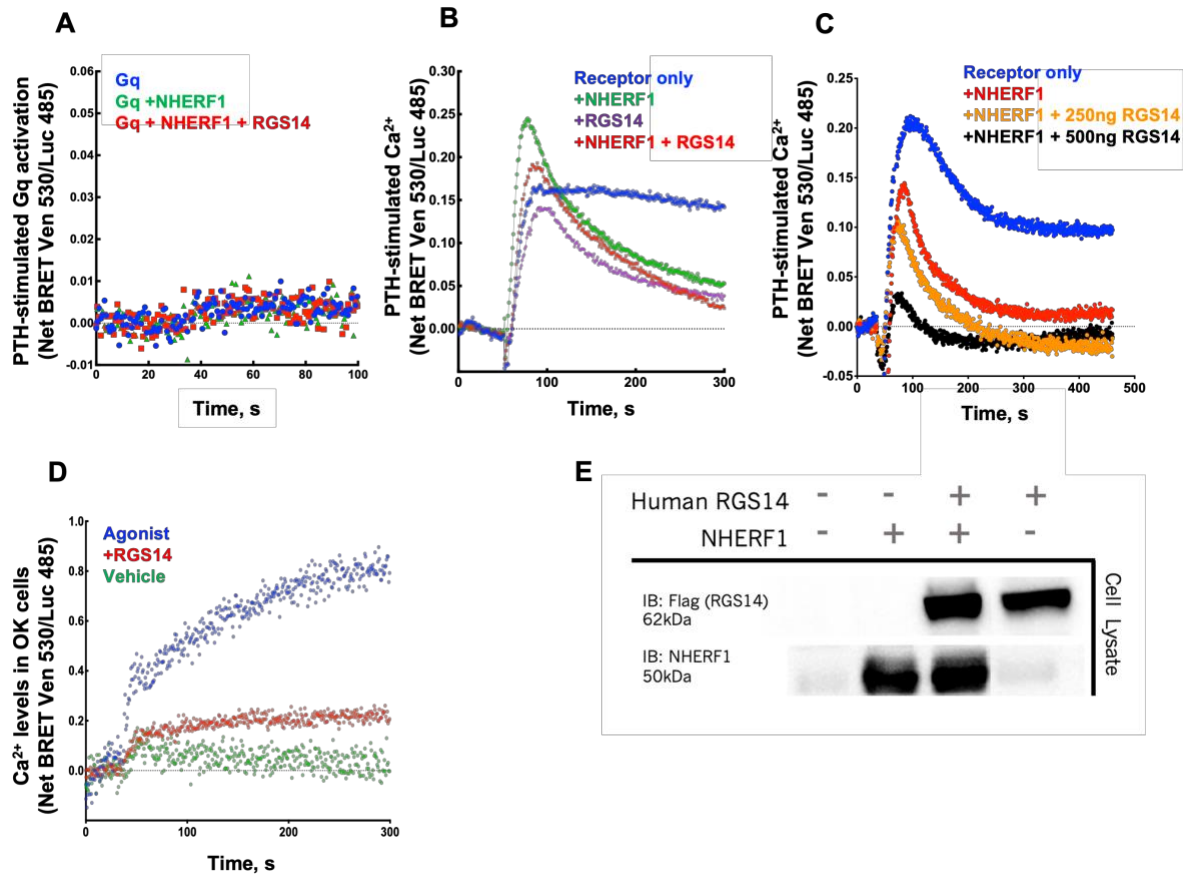 A
PTH-stimulated Gq activation
(Net BRET Ven 530/Luc 485)
0.06
0.05
0.04
0.03
0.02
0.01
0.00
-0.01
Gq
Gq +NHERF1
Gq + NHERF1 + RGS14
0
20
40
60
80
100
Time, s
B
PTH-stimulated Ca²⁺
(Net BRET Ven 530/Luc 485)
0.30
0.25
0.20
0.15
0.10
0.05
0.00
Receptor only
+NHERF1
+RGS14
+NHERF1 + RGS14
0
100
200
300
Time, s
C
PTH-stimulated Ca²⁺
(Net BRET Ven 530/Luc 485)
0.25
0.20
0.15
0.10
0.05
0.00
-0.05
Receptor only
+NHERF1
+NHERF1 + 250ng RGS14
+NHERF1 + 500ng RGS14
0
100
200
300
400
500
Time, s
D
Ca²⁺ levels in OK cells
(Net BRET Ven 530/Luc 485)
1.0
0.8
0.6
0.4
0.2
0.0
Agonist
+RGS14
Vehicle
0
100
200
300
Time, s
E
Human RGS14 - - + +
NHERF1 - + + -
IB: Flag (RGS14)
62kDa
IB: NHERF1
50kDa
Cell Lysate